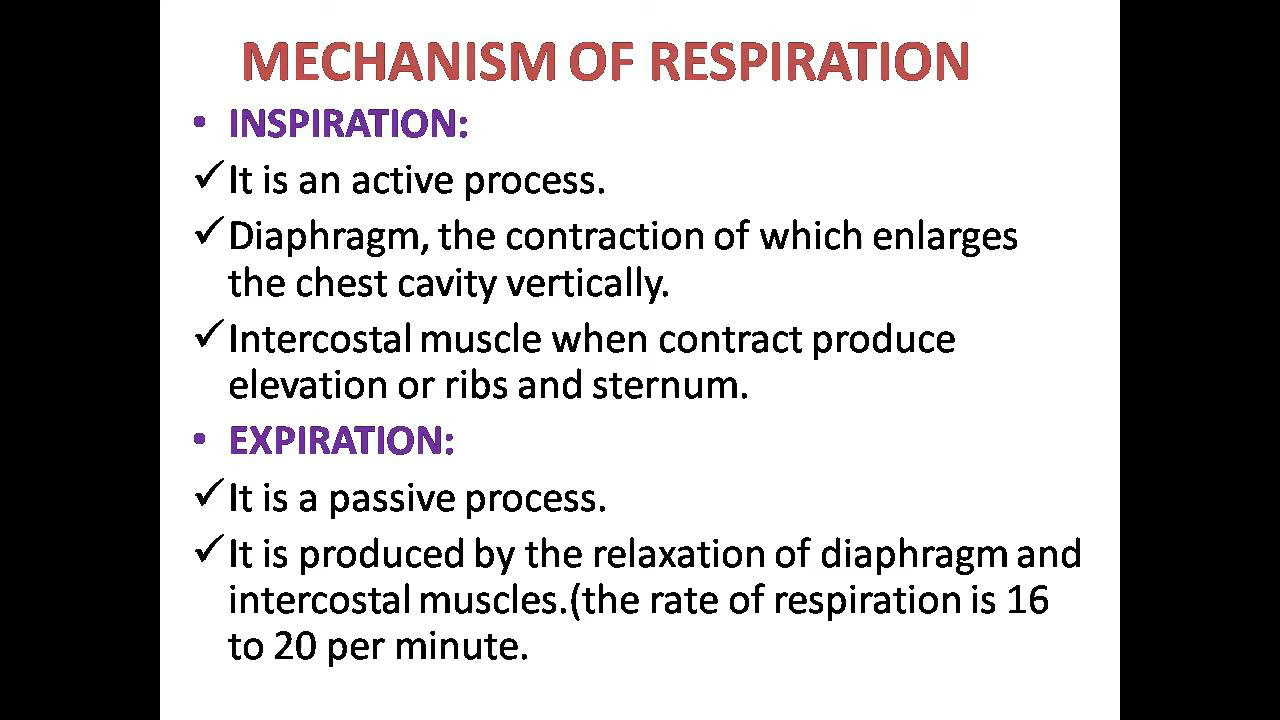 MECHANISM OF RESPIRATION
• INSPIRATION:
✓It is an active process.
✓Diaphragm, the contraction of which enlarges
the chest cavity vertically.
✓Intercostal muscle when contract produce
elevation or ribs and sternum.
• EXPIRATION:
✓It is a passive process.
✓It is produced by the relaxation of diaphragm and
intercostal muscles.(the rate of respiration is 16
to 20 per minute.